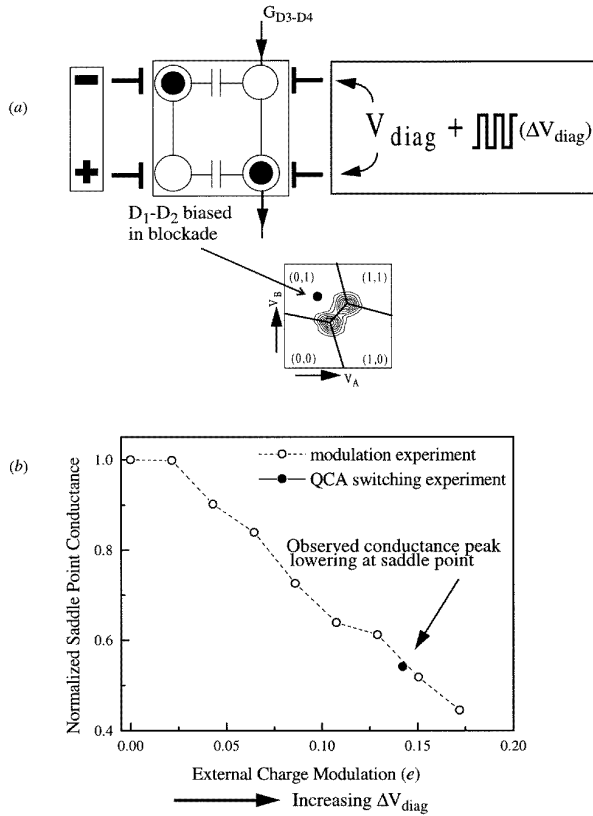 G_D3-D4
(a)
V_diag + (ΔV_diag)
D1-D2 biased
in blockade
(0,1) (1,1)
V_B
(0,0) (1,0)
V_A
(b)
Normalized Saddle Point Conductance
1.0
0.8
0.6
0.4
modulation experiment
QCA switching experiment
Observed conductance peak
lowering at saddle point
0.00 0.05 0.10 0.15 0.20
External Charge Modulation (e)
Increasing ΔV_diag